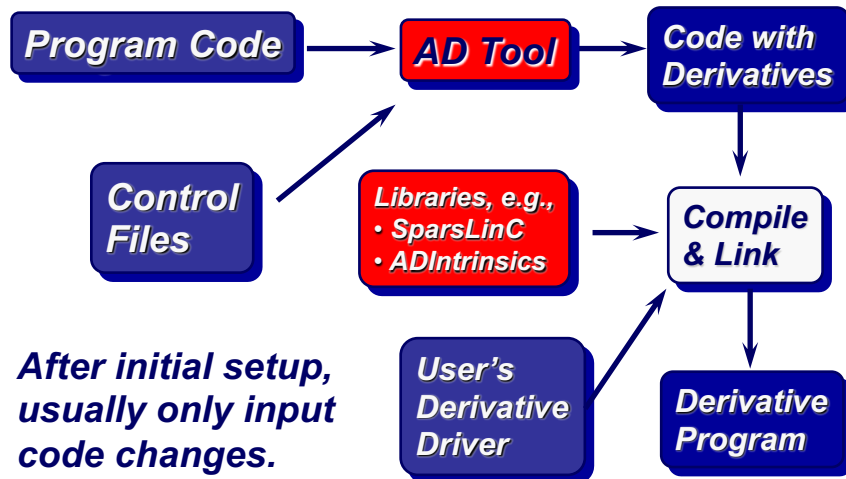 Program Code
AD Tool
Code with
Derivatives
Control
Files
Libraries, e.g.,
• SparsLinC
• ADIntrinsics
Compile
& Link
After initial setup,
usually only input
code changes.
User's
Derivative
Driver
Derivative
Program